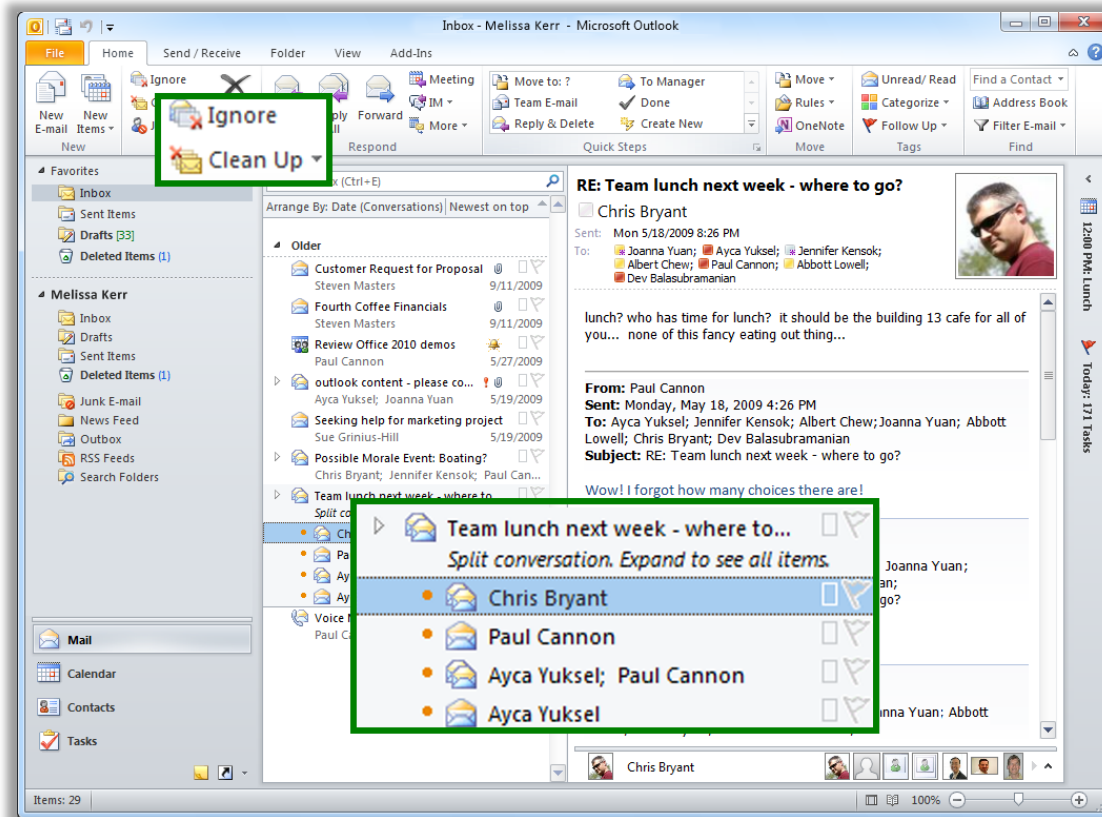 Inbox - Melissa Kerr - Microsoft Outlook
File Home Send / Receive Folder View Add-Ins
New E-mail
New Items
Ignore
Ignore
Clean Up
Forward
Meeting
IM
More
Respond
Move to: ?
Team E-mail
Reply & Delete
To Manager
Done
Create New
Quick Steps
Move
Rules
OneNote
Move
Unread/ Read
Categorize
Follow Up
Tags
Find a Contact
Address Book
Filter E-mail
Find
New
Favorites
Inbox
Sent Items
Drafts [33]
Deleted Items (1)
Melissa Kerr
Inbox
Drafts
Sent Items
Deleted Items (1)
Junk E-mail
News Feed
Outbox
RSS Feeds
Search Folders
Mail
Calendar
Contacts
Tasks
(Ctrl+E)
Arrange By: Date (Conversations) Newest on top
Older
Customer Request for Proposal
Steven Masters 9/11/2009
Fourth Coffee Financials
Steven Masters 9/11/2009
Review Office 2010 demos
Paul Cannon 5/27/2009
outlook content - please co...
Ayca Yuksel; Joanna Yuan 5/19/2009
Seeking help for marketing project
Sue Grinius-Hill 5/19/2009
Possible Morale Event: Boating?
Chris Bryant; Jennifer Kensok; Paul Can...
Team lunch next week - where to
Split
Voice
Team lunch next week - where to...
Split conversation. Expand to see all items.
Chris Bryant
Paul Cannon
Ayca Yuksel; Paul Cannon
Ayca Yuksel
RE: Team lunch next week - where to go?
Chris Bryant
Sent: Mon 5/18/2009 8:26 PM
To: Joanna Yuan; Ayca Yuksel; Jennifer Kensok;
Albert Chew; Paul Cannon; Abbott Lowell;
Dev Balasubramanian
lunch? who has time for lunch? it should be the building 13 cafe for all of
you... none of this fancy eating out thing...
From: Paul Cannon
Sent: Monday, May 18, 2009 4:26 PM
To: Ayca Yuksel; Jennifer Kensok; Albert Chew;Joanna Yuan; Abbott
Lowell; Chris Bryant; Dev Balasubramanian
Subject: RE: Team lunch next week - where to go?
Wow! I forgot how many choices there are!
Joanna Yuan;
go?
Yuan; Abbott
Chris Bryant
12:00 PM: Lunch
Today: 171 Tasks
Items: 29
100%